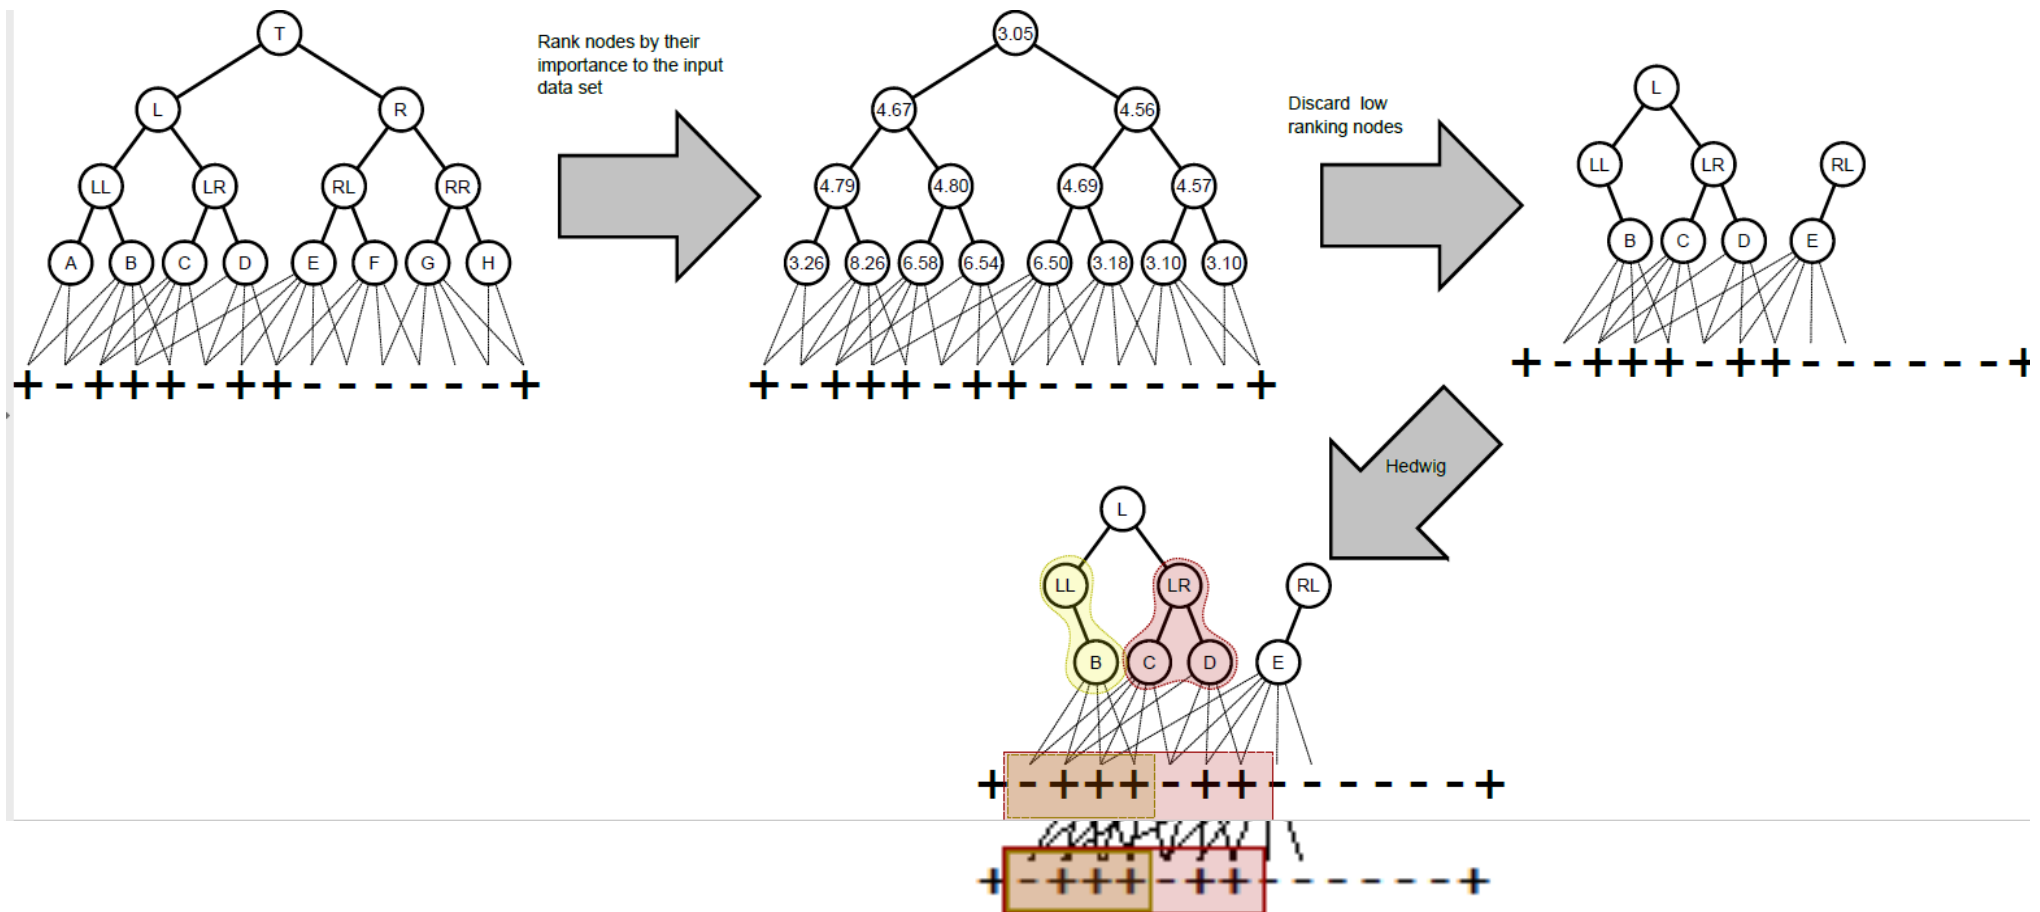 T
L R
LL LR RL RR
A B C D E F G H
+ - + + + - + + - - - - - - +
Rank nodes by their
importance to the input
data set
3.05
4.67 4.56
4.79 4.80 4.69 4.57
3.26 8.26 6.58 6.54 6.50 3.18 3.10 3.10
+ - + + + - + + - - - - - - +
Discard low
ranking nodes
L
LL LR RL
B C D E
+ - + + + - + + - - - - - - +
Hedwig
L
LL LR RL
B C D E
+ - + + + - + + - - - - - - +
+ - + + + - + + - - - - - - +